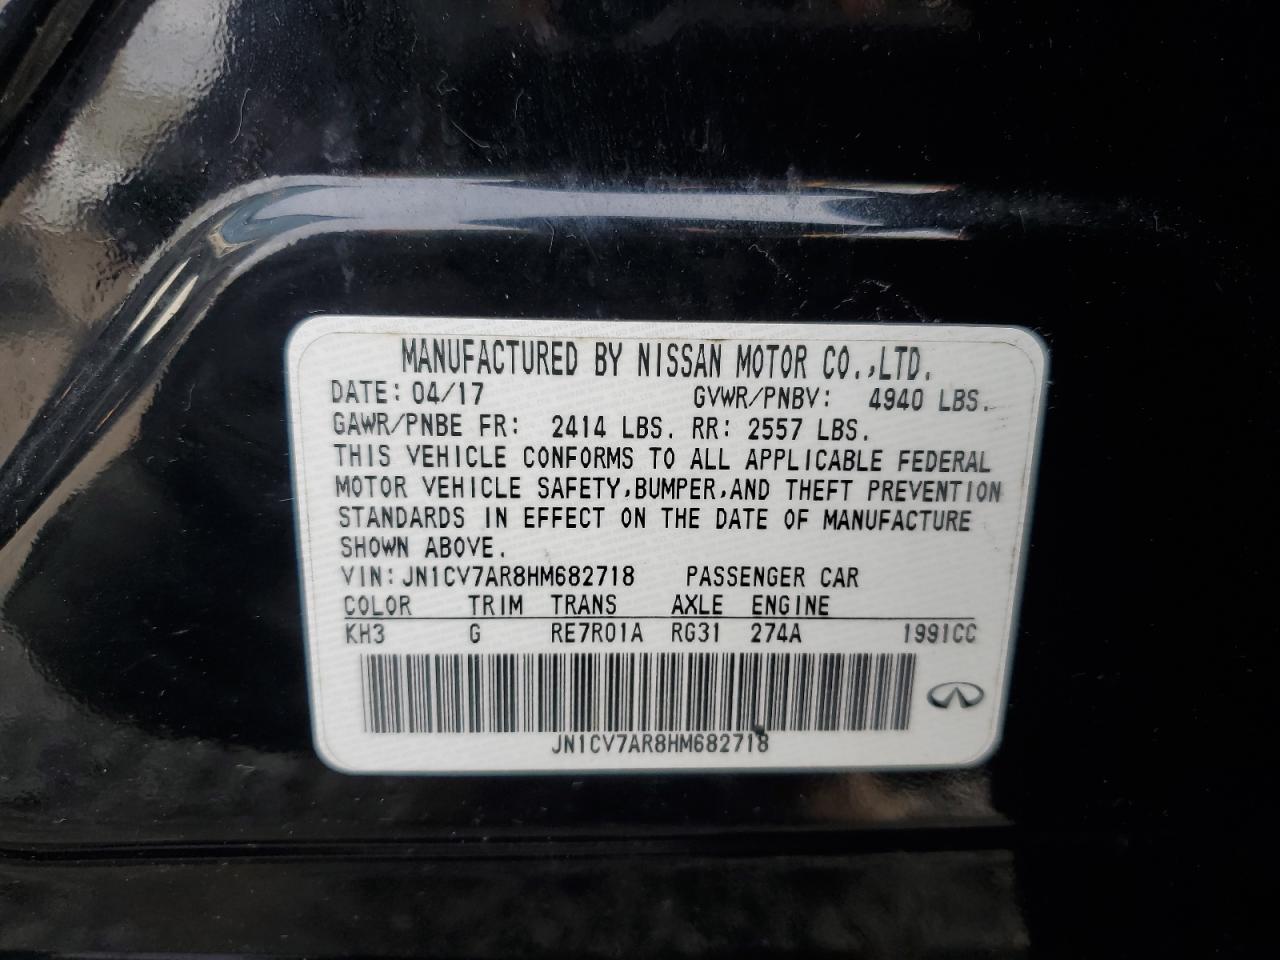 MANUFACTURED BY NISSAN MOTOR CO.,LTD.
DATE: 04/17 GVWR/PNBV: 4940 LBS.
GAWR/PNBE FR: 2414 LBS. RR: 2557 LBS.
THIS VEHICLE CONFORMS TO ALL APPLICABLE FEDERAL
MOTOR VEHICLE SAFETY,BUMPER,AND THEFT PREVENTION
STANDARDS IN EFFECT ON THE DATE OF MANUFACTURE
SHOWN ABOVE.
VIN:JN1CV7AR8HM682718 PASSENGER CAR
COLOR TRIM TRANS AXLE ENGINE
KH3 G RE7R01A RG31 274A 1991CC
JN1CV7AR8HM682718